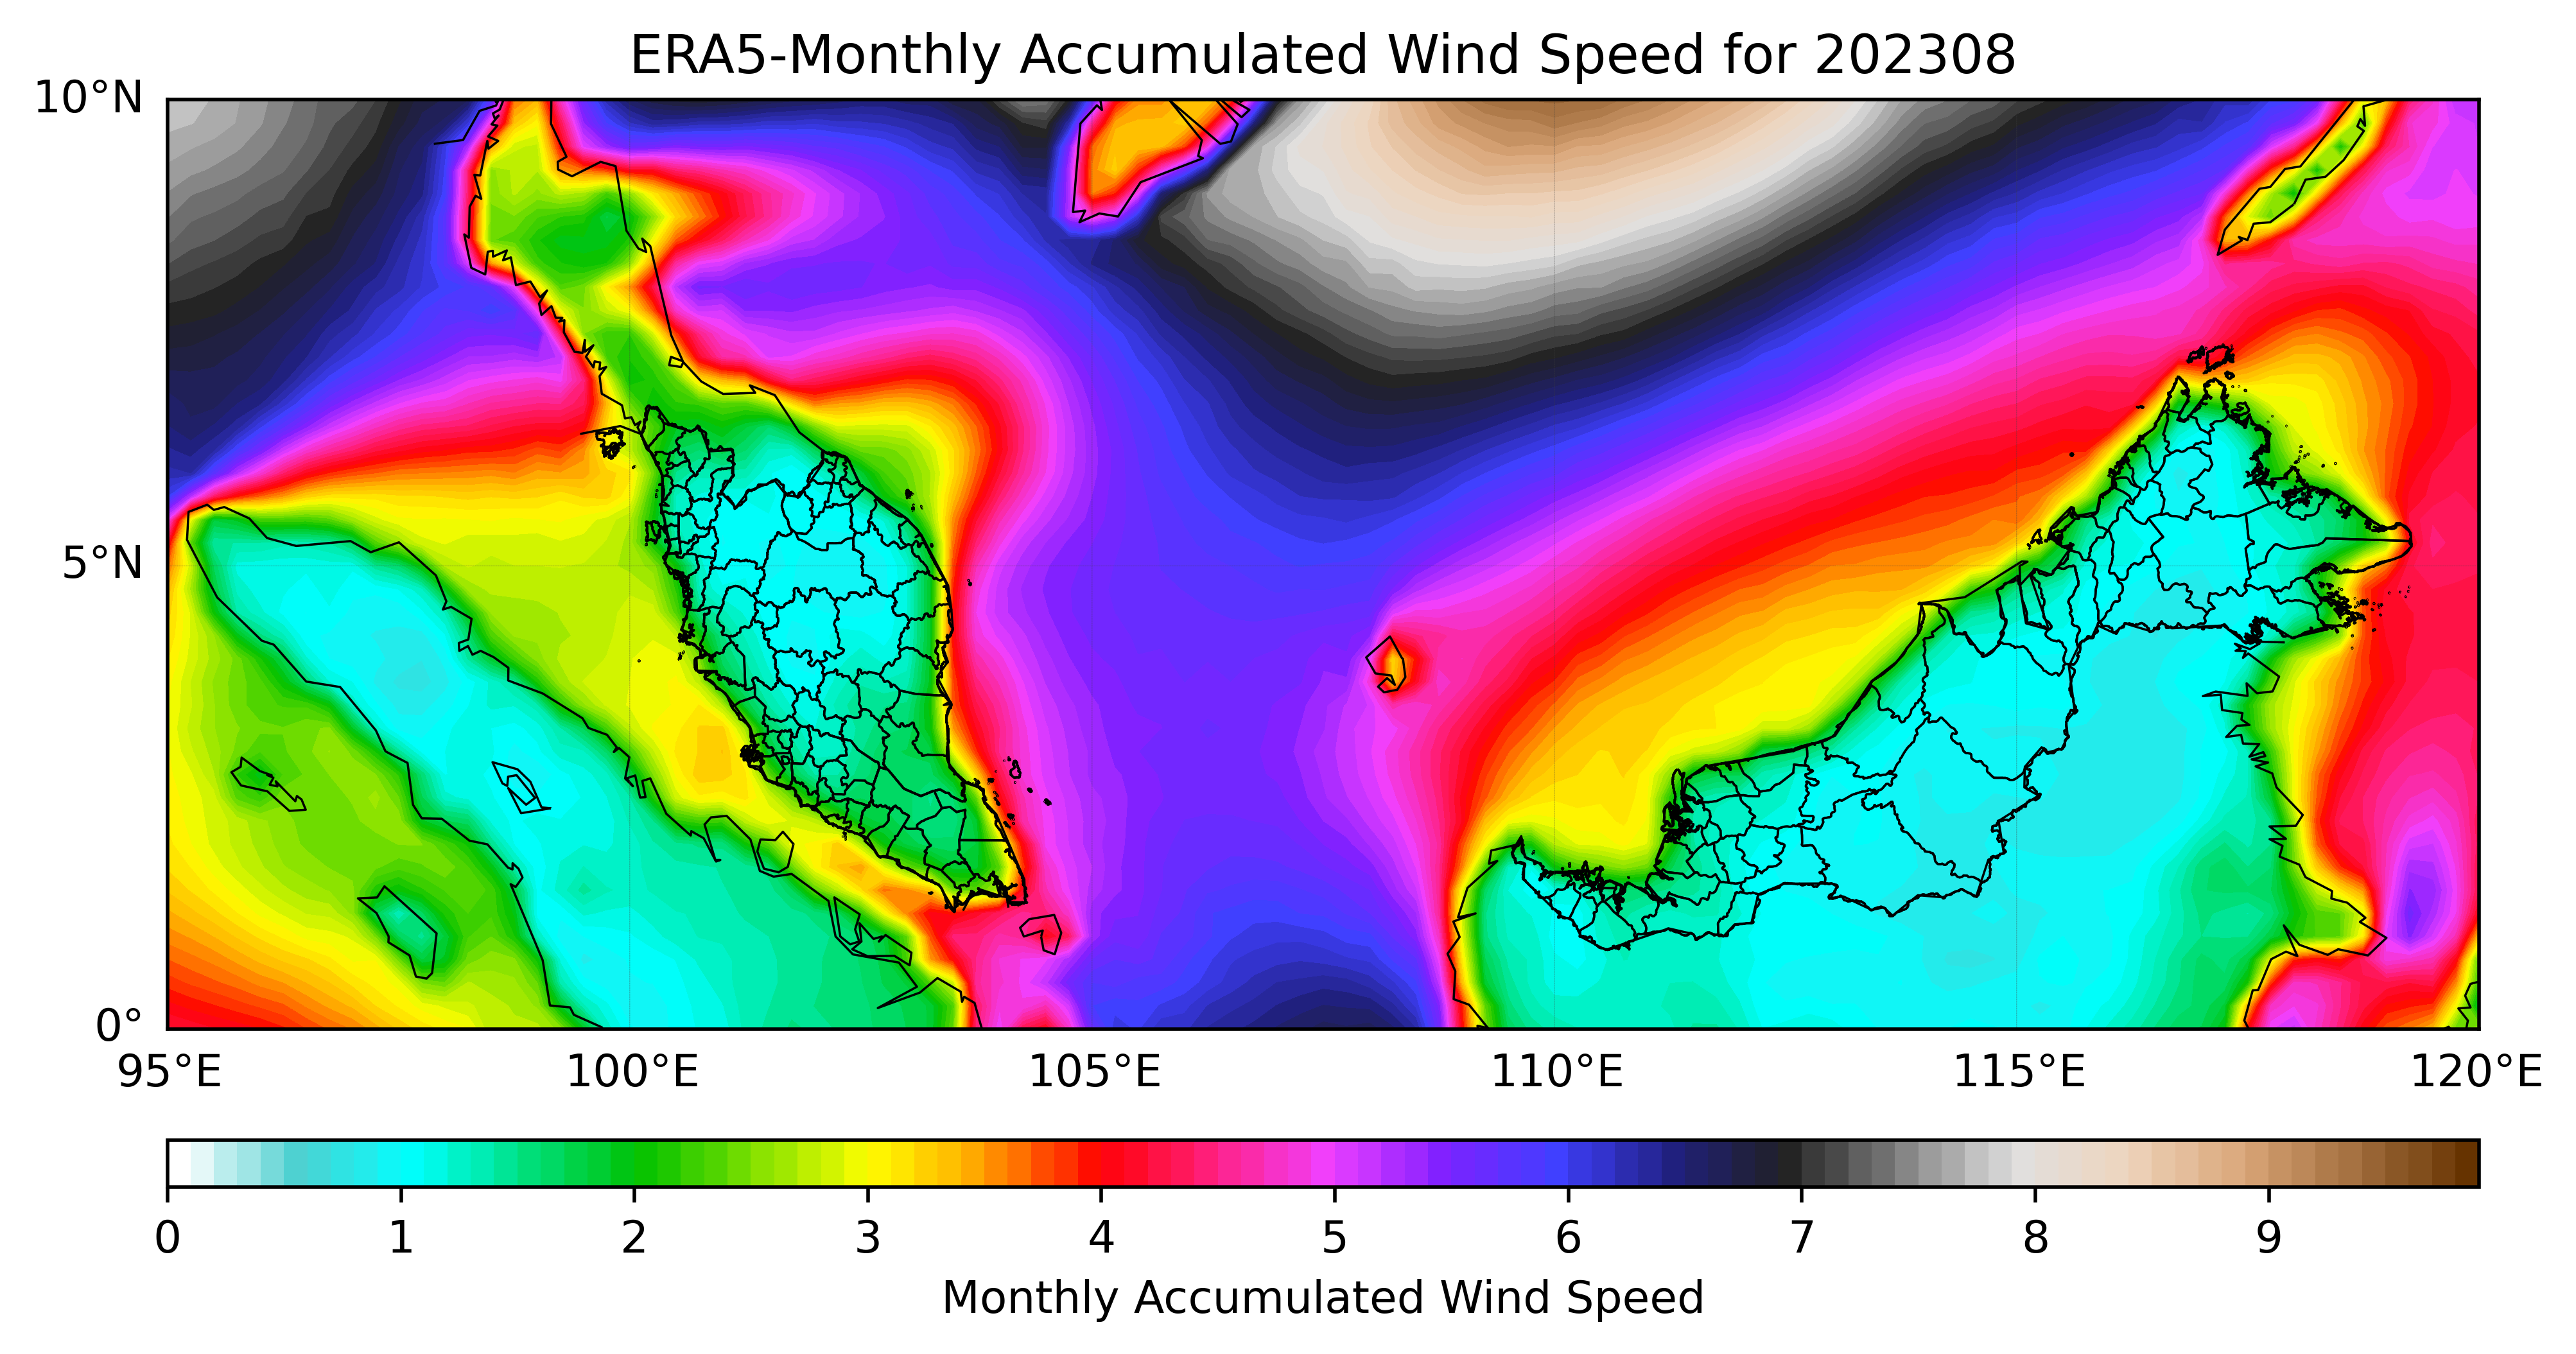 ERA5-Monthly Accumulated Wind Speed for 202308
10°N
5°N
0°
95°E 100°E 105°E 110°E 115°E 120°E
0 1 2 3 4 5 6 7 8 9
Monthly Accumulated Wind Speed